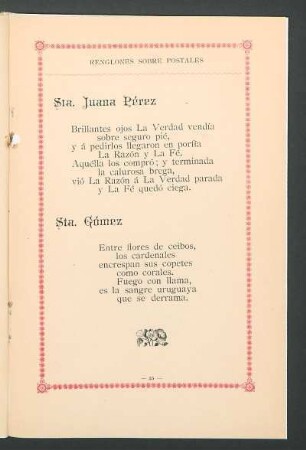 RENGLONES SOBRE POSTALES
Sta. Juana Pérez
Brillantes ojos La Verdad vendía
sobre seguro pié,
y á pedirlos llegaron en porfía
La Razón y La Fé.
Aquélla los compró; y terminada
la calurosa brega,
vió La Razón á La Verdad parada
y La Fé quedó ciega.
Sta. Gómez
Entre flores de ceibos,
los cardenales
encrespan sus copetes
como corales.
Fuego con llama,
es la sangre uruguaya
que se derrama.